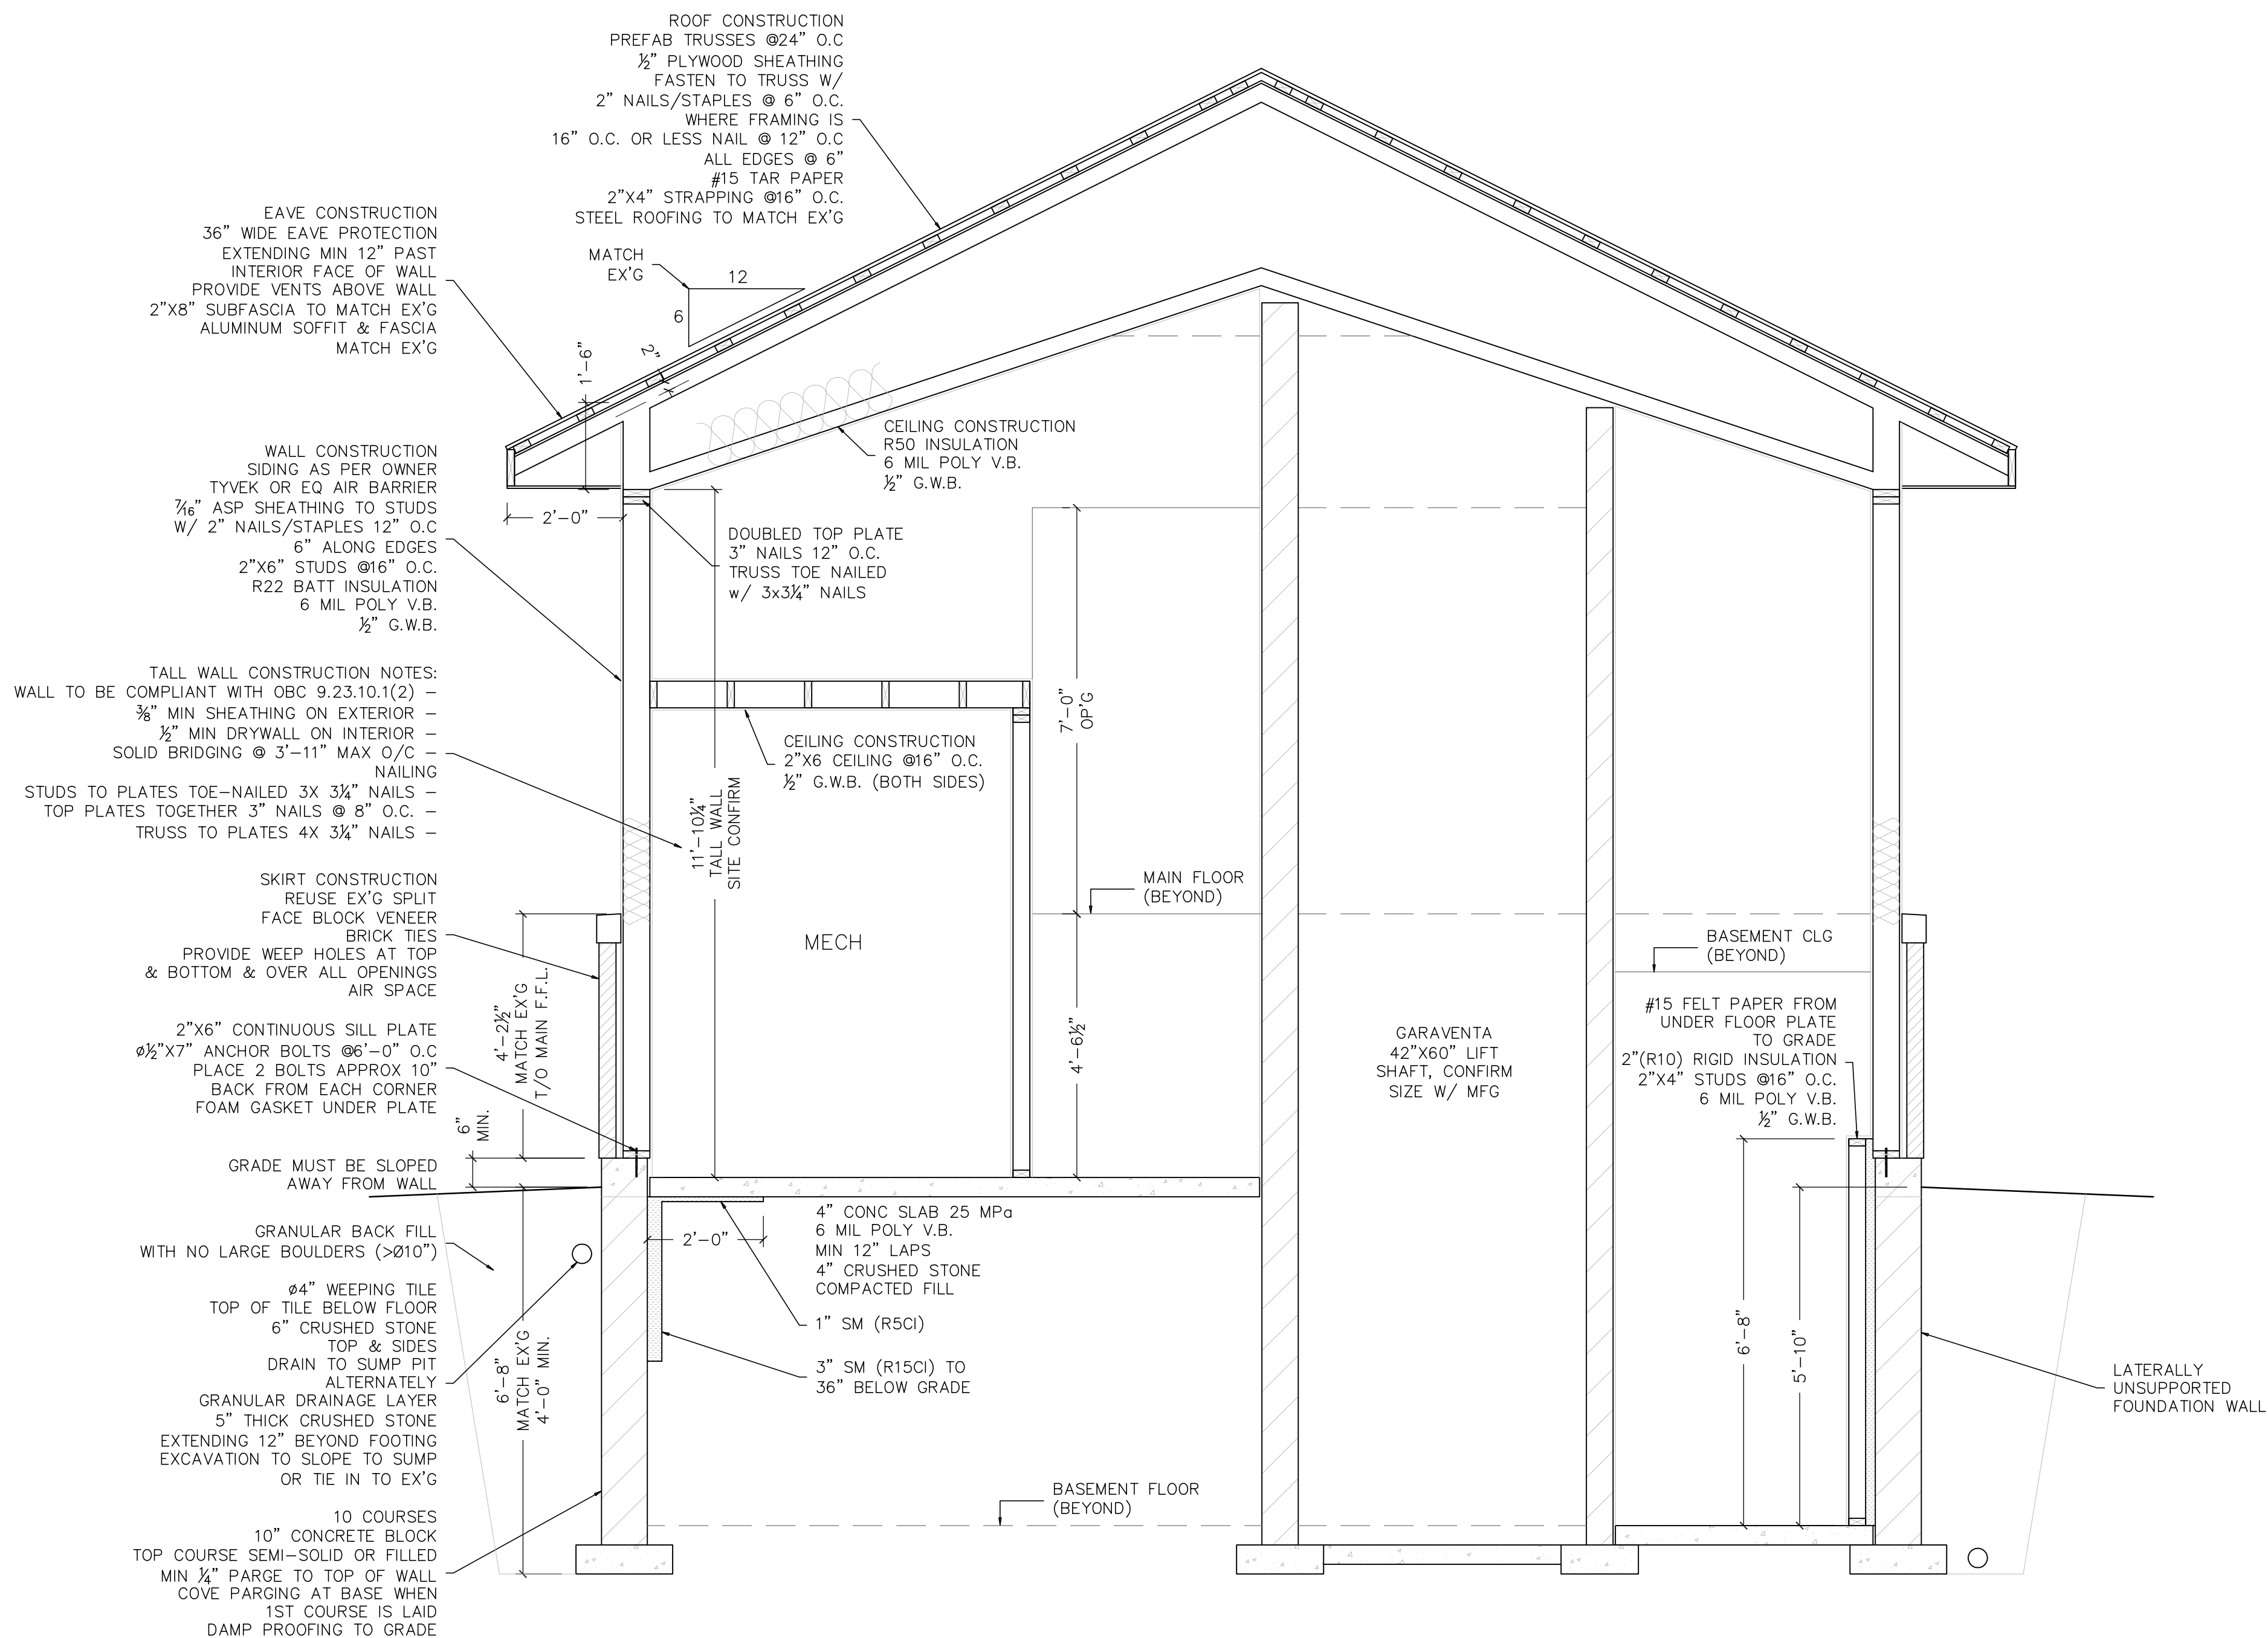 ROOF CONSTRUCTION
PREFAB TRUSSES @24" O.C
½" PLYWOOD SHEATHING
FASTEN TO TRUSS W/
2" NAILS/STAPLES @ 6" O.C.
WHERE FRAMING IS
16" O.C. OR LESS NAIL @ 12" O.C
ALL EDGES @ 6"
#15 TAR PAPER
2"X4" STRAPPING @16" O.C.
STEEL ROOFING TO MATCH EX'G
MATCH
EX'G
12
6
2"
1'-6"
EAVE CONSTRUCTION
36" WIDE EAVE PROTECTION
EXTENDING MIN 12" PAST
INTERIOR FACE OF WALL
PROVIDE VENTS ABOVE WALL
2"X8" SUBFASCIA TO MATCH EX'G
ALUMINUM SOFFIT & FASCIA
MATCH EX'G
2'-0"
CEILING CONSTRUCTION
R50 INSULATION
6 MIL POLY V.B.
½" G.W.B.
WALL CONSTRUCTION
SIDING AS PER OWNER
TYVEK OR EQ AIR BARRIER
7⁄16" ASP SHEATHING TO STUDS
W/ 2" NAILS/STAPLES 12" O.C
6" ALONG EDGES
2"X6" STUDS @16" O.C.
R22 BATT INSULATION
6 MIL POLY V.B.
½" G.W.B.
DOUBLED TOP PLATE
3" NAILS 12" O.C.
TRUSS TOE NAILED
w/ 3x3¼" NAILS
TALL WALL CONSTRUCTION NOTES:
WALL TO BE COMPLIANT WITH OBC 9.23.10.1(2) -
⅜" MIN SHEATHING ON EXTERIOR -
½" MIN DRYWALL ON INTERIOR -
SOLID BRIDGING @ 3'-11" MAX O/C -
NAILING
STUDS TO PLATES TOE-NAILED 3X 3¼" NAILS -
TOP PLATES TOGETHER 3" NAILS @ 8" O.C. -
TRUSS TO PLATES 4X 3¼" NAILS -
11'-10¼"
TALL WALL
SITE CONFIRM
CEILING CONSTRUCTION
2"X6 CEILING @16" O.C.
½" G.W.B. (BOTH SIDES)
7'-0"
OP'G
MAIN FLOOR
(BEYOND)
MECH
4'-6½"
BASEMENT CLG
(BEYOND)
SKIRT CONSTRUCTION
REUSE EX'G SPLIT
FACE BLOCK VENEER
BRICK TIES
PROVIDE WEEP HOLES AT TOP
& BOTTOM & OVER ALL OPENINGS
AIR SPACE
4'-2½"
MATCH EX'G
T/O MAIN F.F.L.
2"X6" CONTINUOUS SILL PLATE
ø½"X7" ANCHOR BOLTS @6'-0" O.C
PLACE 2 BOLTS APPROX 10"
BACK FROM EACH CORNER
FOAM GASKET UNDER PLATE
6"
MIN.
GARAVENTA
42"X60" LIFT
SHAFT, CONFIRM
SIZE W/ MFG
#15 FELT PAPER FROM
UNDER FLOOR PLATE
TO GRADE
2"(R10) RIGID INSULATION
2"X4" STUDS @16" O.C.
6 MIL POLY V.B.
½" G.W.B.
GRADE MUST BE SLOPED
AWAY FROM WALL
GRANULAR BACK FILL
WITH NO LARGE BOULDERS (>Ø10")
2'-0"
4" CONC SLAB 25 MPa
6 MIL POLY V.B.
MIN 12" LAPS
4" CRUSHED STONE
COMPACTED FILL
1" SM (R5CI)
3" SM (R15CI) TO
36" BELOW GRADE
ø4" WEEPING TILE
TOP OF TILE BELOW FLOOR
6" CRUSHED STONE
TOP & SIDES
DRAIN TO SUMP PIT
ALTERNATELY
GRANULAR DRAINAGE LAYER
5" THICK CRUSHED STONE
EXTENDING 12" BEYOND FOOTING
EXCAVATION TO SLOPE TO SUMP
OR TIE IN TO EX'G
6'-8"
MATCH EX'G
4'-0" MIN.
6'-8"
5'-10"
LATERALLY
UNSUPPORTED
FOUNDATION WALL
BASEMENT FLOOR
(BEYOND)
10 COURSES
10" CONCRETE BLOCK
TOP COURSE SEMI-SOLID OR FILLED
MIN ¼" PARGE TO TOP OF WALL
COVE PARGING AT BASE WHEN
1ST COURSE IS LAID
DAMP PROOFING TO GRADE